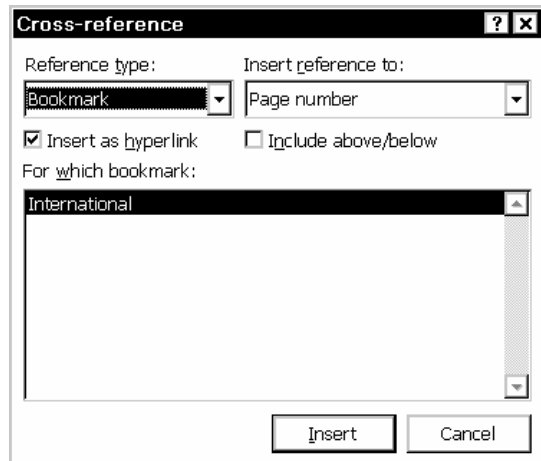 Cross-reference
Reference type: Insert reference to:
Bookmark Page number
Insert as hyperlink Include above/below
For which bookmark:
International
Insert Cancel